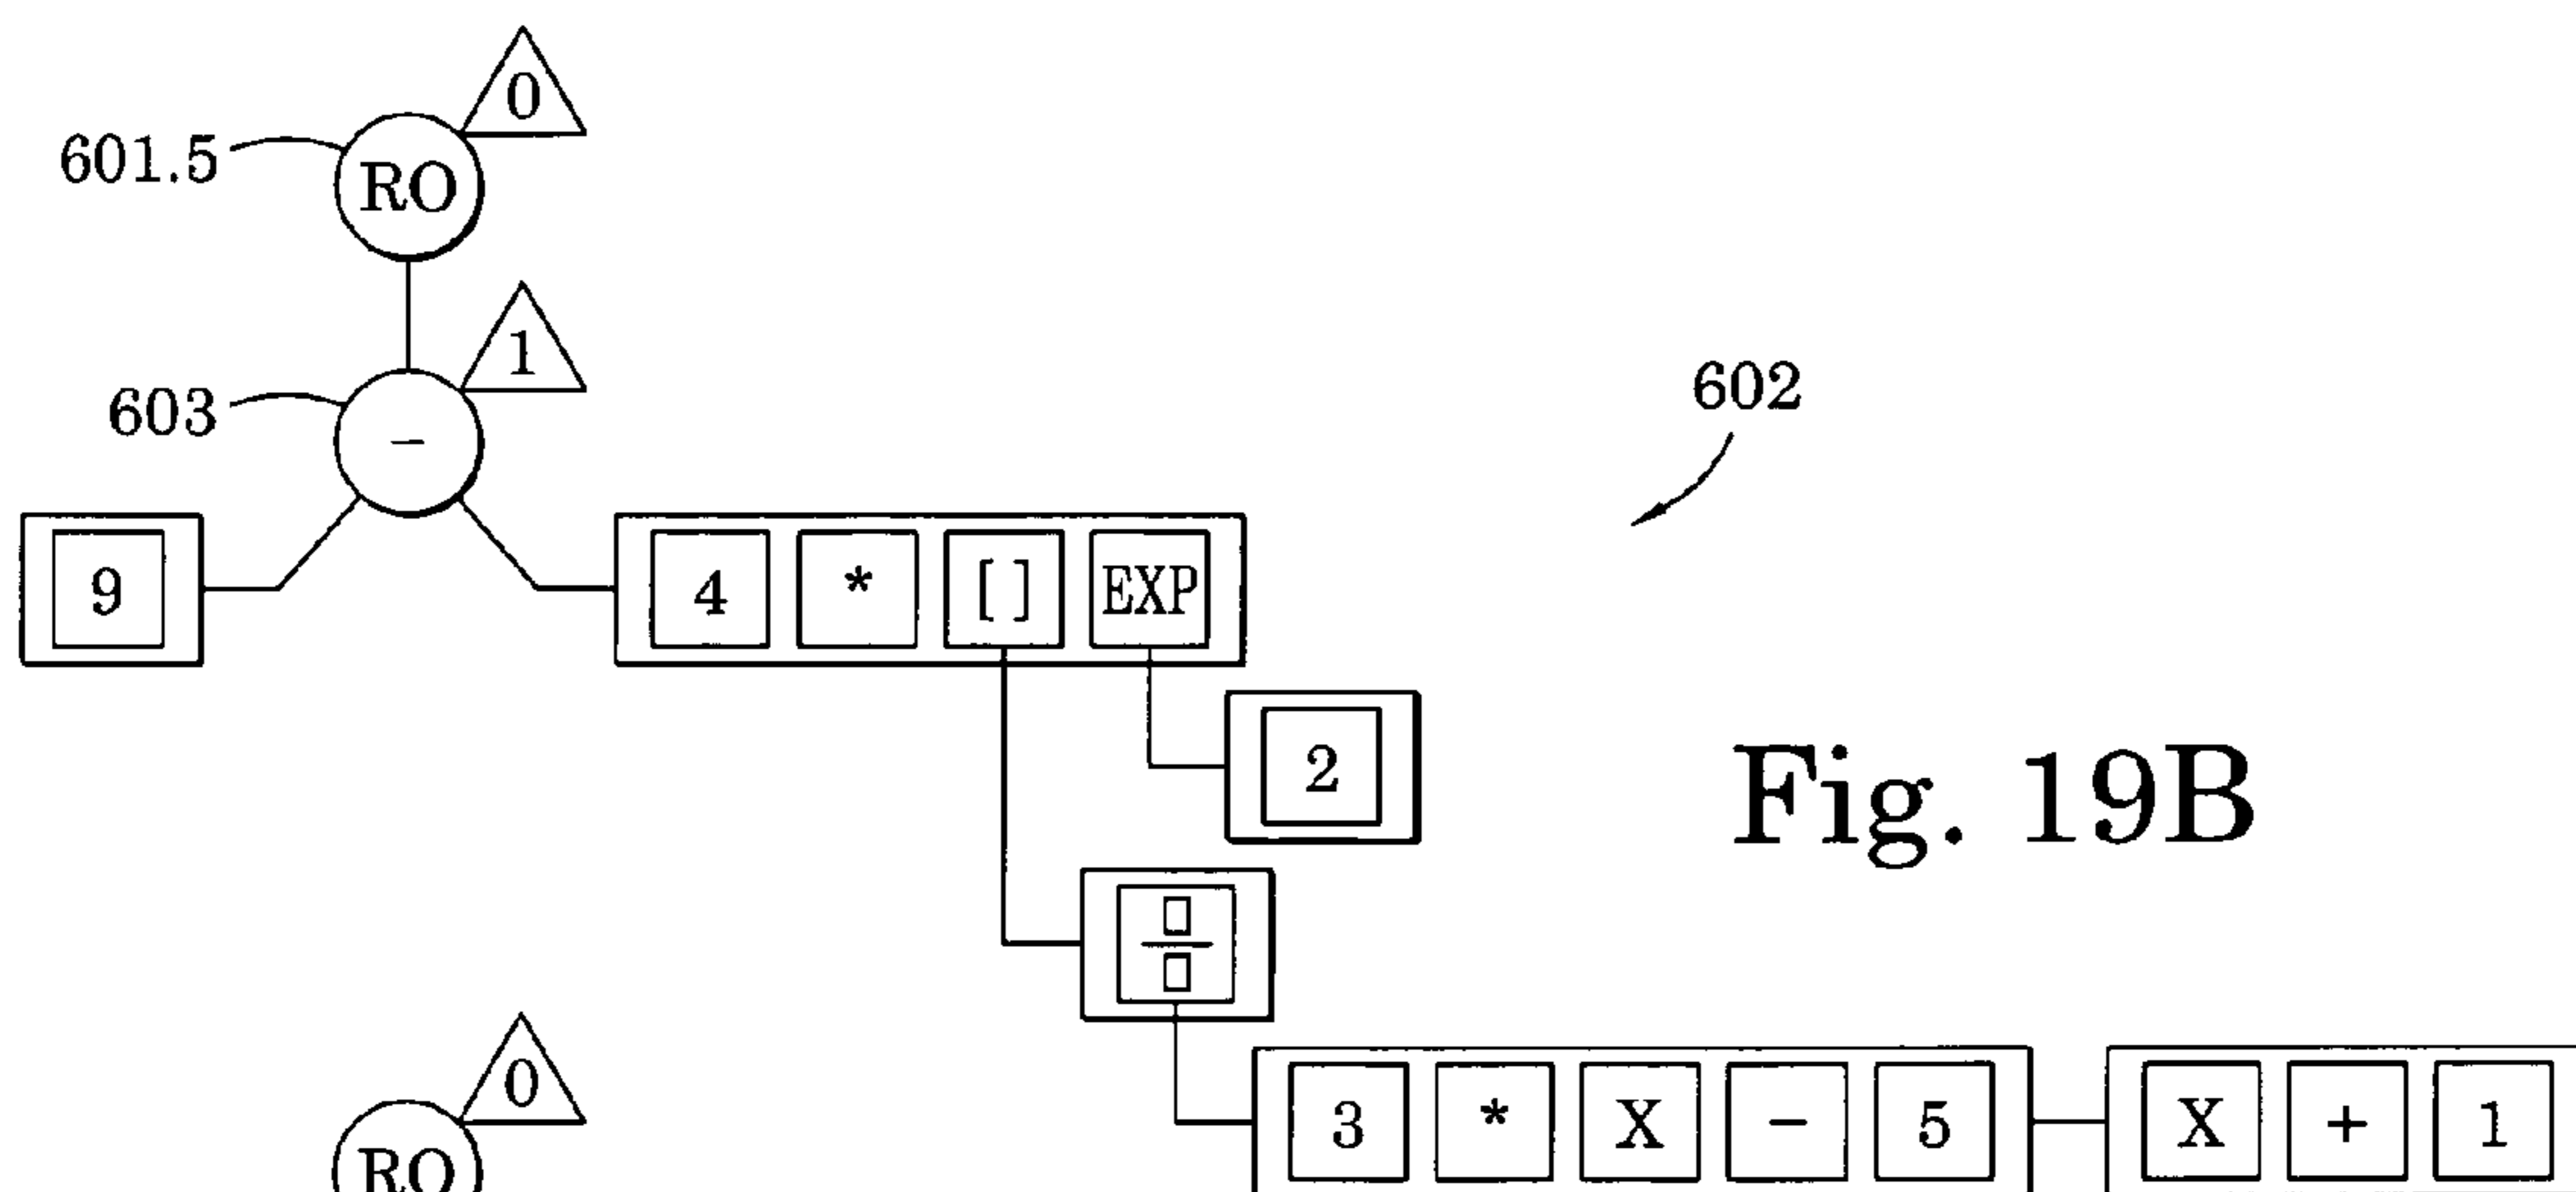 0
601.5
RO
1
603
−
602
9
4 * [ ] EXP
2
Fig. 19B
0
RO
3 * X − 5
X + 1